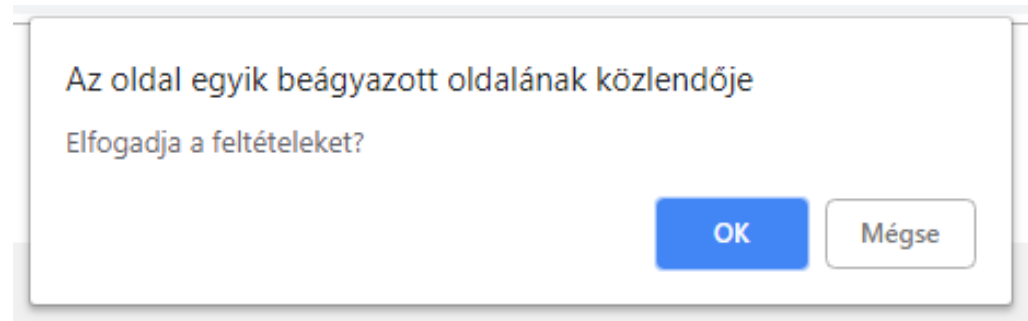 Az oldal egyik beágyazott oldalának közlendője
Elfogadja a feltételeket?
OK
Mégse